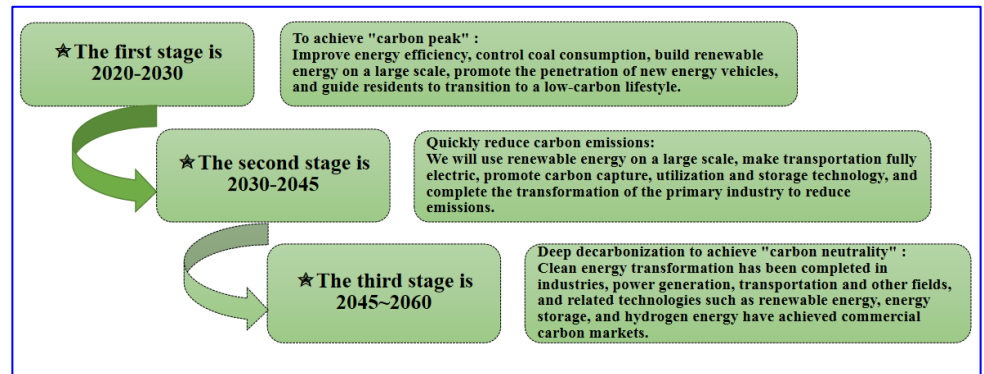 ✯The first stage is
2020-2030
To achieve "carbon peak" :
Improve energy efficiency, control coal consumption, build renewable
energy on a large scale, promote the penetration of new energy vehicles,
and guide residents to transition to a low-carbon lifestyle.
✯The second stage is
2030-2045
Quickly reduce carbon emissions:
We will use renewable energy on a large scale, make transportation fully
electric, promote carbon capture, utilization and storage technology, and
complete the transformation of the primary industry to reduce
emissions.
✯The third stage is
2045~2060
Deep decarbonization to achieve "carbon neutrality" :
Clean energy transformation has been completed in
industries, power generation, transportation and other fields,
and related technologies such as renewable energy, energy
storage, and hydrogen energy have achieved commercial
carbon markets.